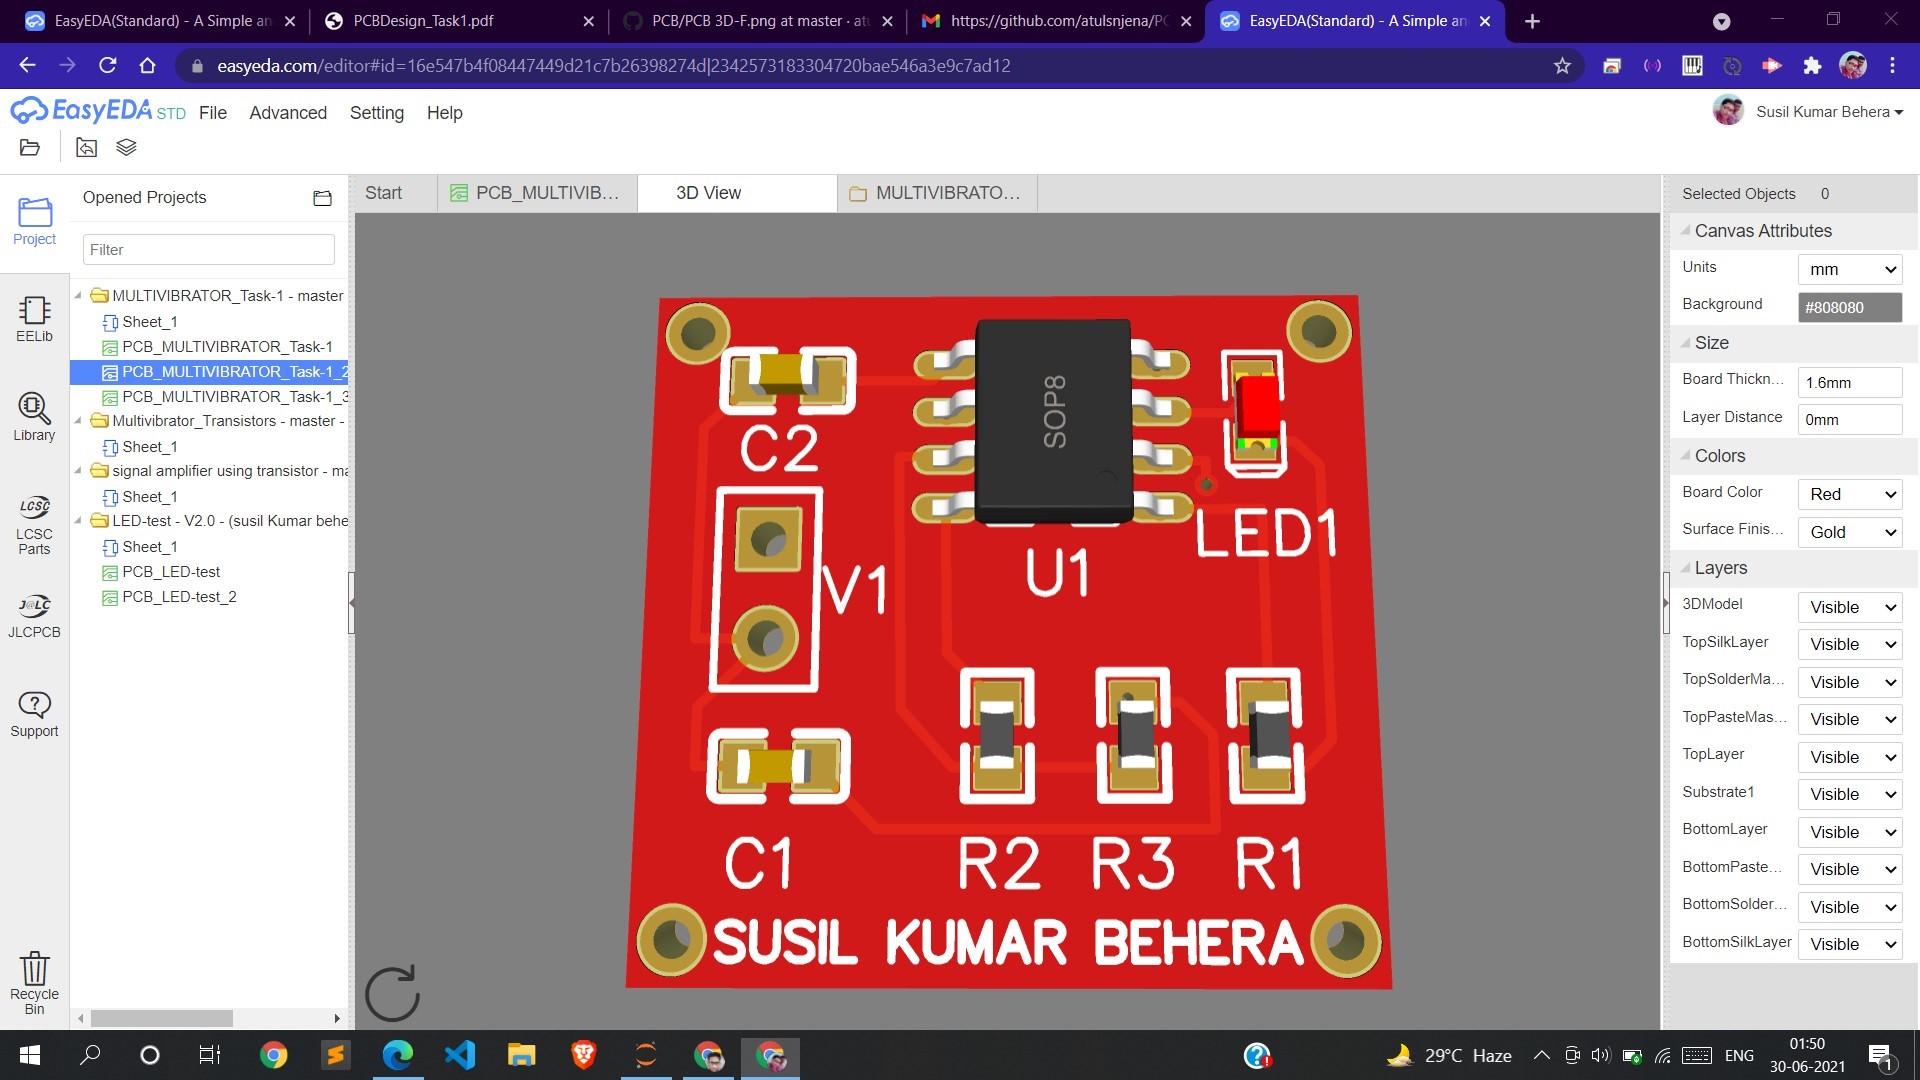 EasyEDA(Standard) - A Simple an
PCBDesign_Task1.pdf
PCB/PCB 3D-F.png at master · atu
https://github.com/atulsnjena/PC
EasyEDA(Standard) - A Simple an
easyeda.com/editor#id=16e547b4f08447449d21c7b26398274d|2342573183304720bae546a3e9c7ad12
EasyEDA STD File Advanced Setting Help
Susil Kumar Behera
Project
EELib
Library
LCSC
LCSC
Parts
J@LC
JLCPCB
Support
Recycle
Bin
Opened Projects
Filter
MULTIVIBRATOR_Task-1 - master
Sheet_1
PCB_MULTIVIBRATOR_Task-1
PCB_MULTIVIBRATOR_Task-1_2
PCB_MULTIVIBRATOR_Task-1_3
Multivibrator_Transistors - master -
Sheet_1
signal amplifier using transistor - ma
Sheet_1
LED-test - V2.0 - (susil Kumar behe
Sheet_1
PCB_LED-test
PCB_LED-test_2
Start PCB_MULTIVIB... 3D View MULTIVIBRATO...
SOP8
C2
LED1
U1
V1
C1 R2 R3 R1
SUSIL KUMAR BEHERA
Selected Objects 0
Canvas Attributes
Units mm
Background #808080
Size
Board Thickn... 1.6mm
Layer Distance 0mm
Colors
Board Color Red
Surface Finis... Gold
Layers
3DModel Visible
TopSilkLayer Visible
TopSolderMa... Visible
TopPasteMas... Visible
TopLayer Visible
Substrate1 Visible
BottomLayer Visible
BottomPaste... Visible
BottomSolder... Visible
BottomSilkLayer Visible
29°C Haze
ENG
01:50
30-06-2021
1